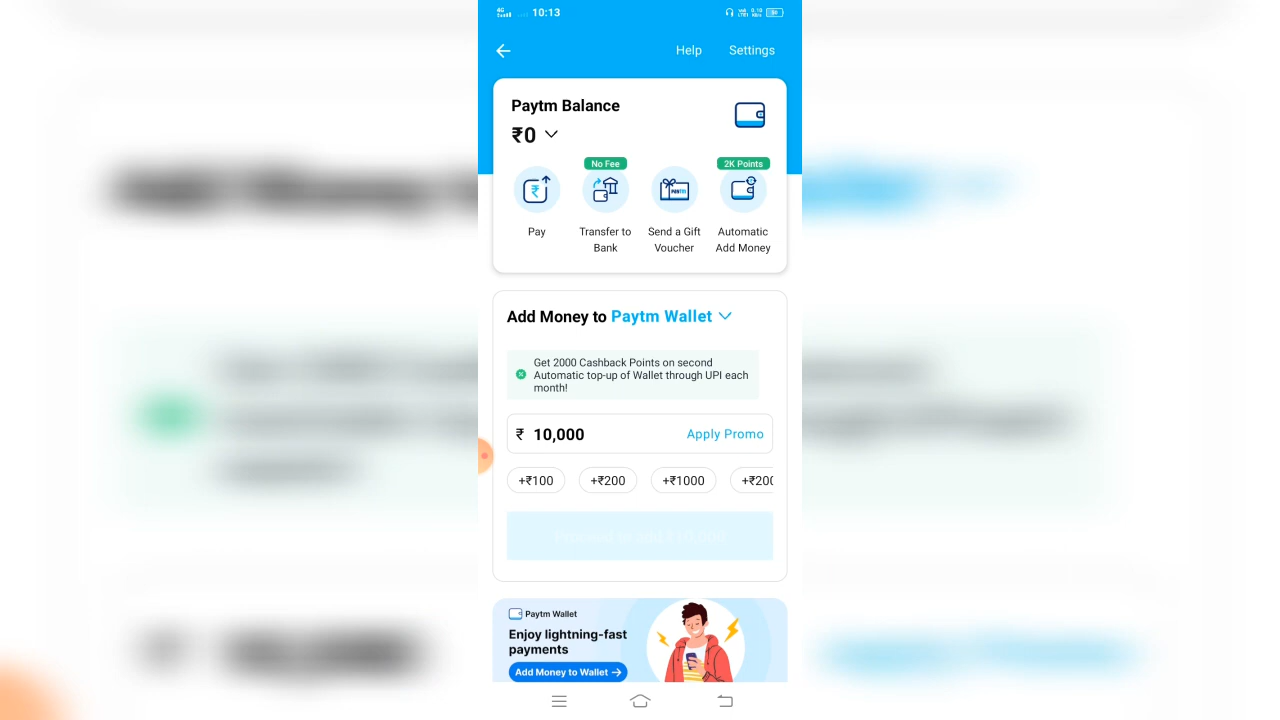 4G
10:13
Help
Settings
Paytm Balance
₹0
No Fee
2K Points
PAYTM
Pay
Transfer to
Bank
Send a Gift
Voucher
Automatic
Add Money
Add Money to Paytm Wallet
Get 2000 Cashback Points on second
Automatic top-up of Wallet through UPI each
month!
₹ 10,000
Apply Promo
+₹100
+₹200
+₹1000
+₹200
Paytm Wallet
Enjoy lightning-fast
payments
Add Money to Wallet →